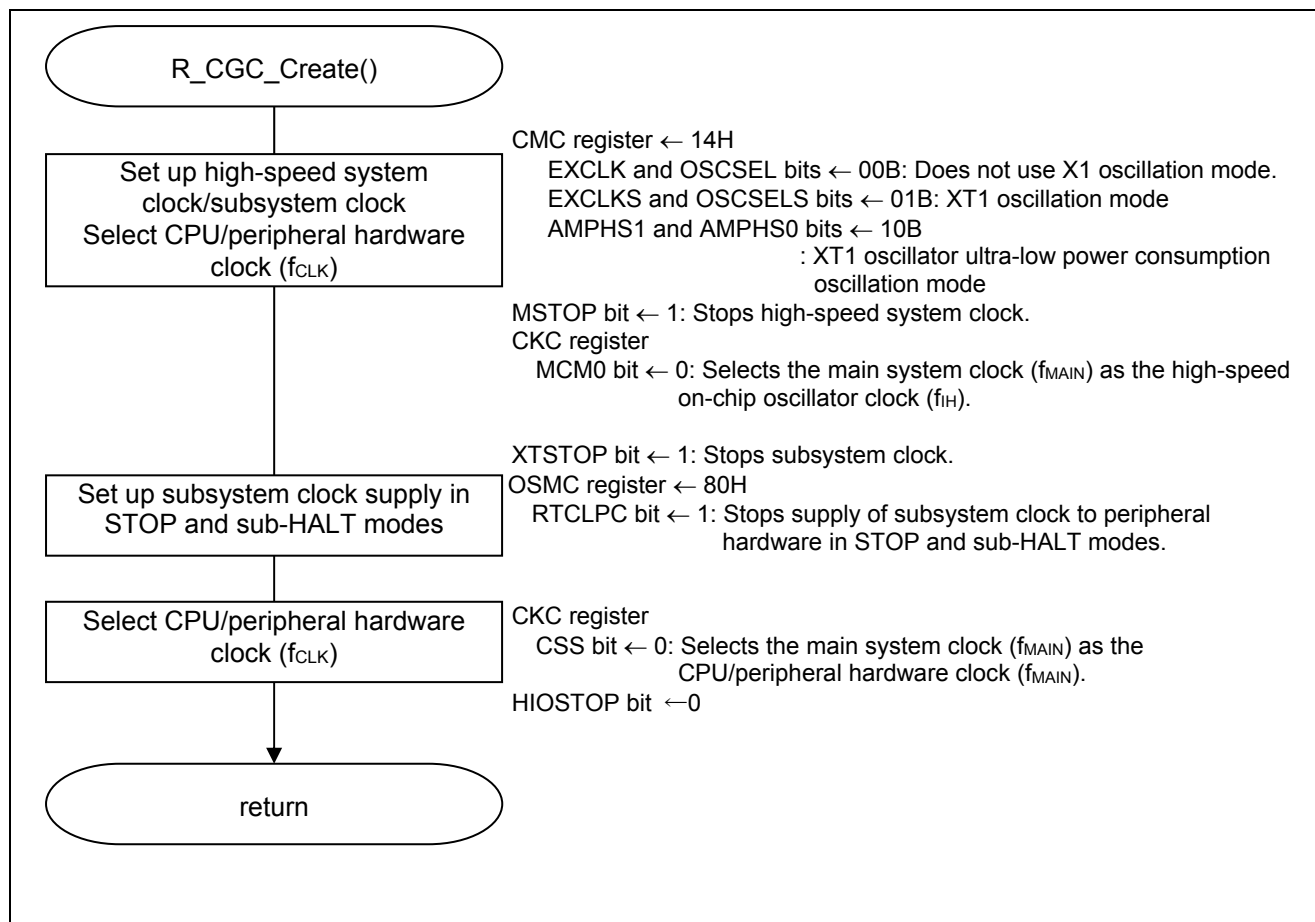 R_CGC_Create()
Set up high-speed system
clock/subsystem clock
Select CPU/peripheral hardware
clock (fCLK)
CMC register ← 14H
EXCLK and OSCSEL bits ← 00B: Does not use X1 oscillation mode.
EXCLKS and OSCSELS bits ← 01B: XT1 oscillation mode
AMPHS1 and AMPHS0 bits ← 10B
: XT1 oscillator ultra-low power consumption
oscillation mode
MSTOP bit ← 1: Stops high-speed system clock.
CKC register
MCM0 bit ← 0: Selects the main system clock (fMAIN) as the high-speed
on-chip oscillator clock (fIH).
XTSTOP bit ← 1: Stops subsystem clock.
Set up subsystem clock supply in
STOP and sub-HALT modes
OSMC register ← 80H
RTCLPC bit ← 1: Stops supply of subsystem clock to peripheral
hardware in STOP and sub-HALT modes.
Select CPU/peripheral hardware
clock (fCLK)
CKC register
CSS bit ← 0: Selects the main system clock (fMAIN) as the
CPU/peripheral hardware clock (fMAIN).
HIOSTOP bit ←0
return